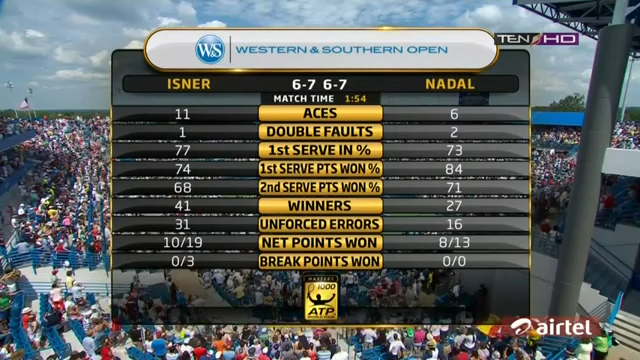 TEN HD
W&S WESTERN & SOUTHERN OPEN
ISNER 6-7 6-7 NADAL
MATCH TIME 1:54
11 ACES 6
1 DOUBLE FAULTS 2
77 1st SERVE IN % 73
74 1st SERVE PTS WON % 84
68 2nd SERVE PTS WON % 71
41 WINNERS 27
31 UNFORCED ERRORS 16
10/19 NET POINTS WON 8/13
0/3 BREAK POINTS WON 0/0
MASTERS
1000
ATP
airtel